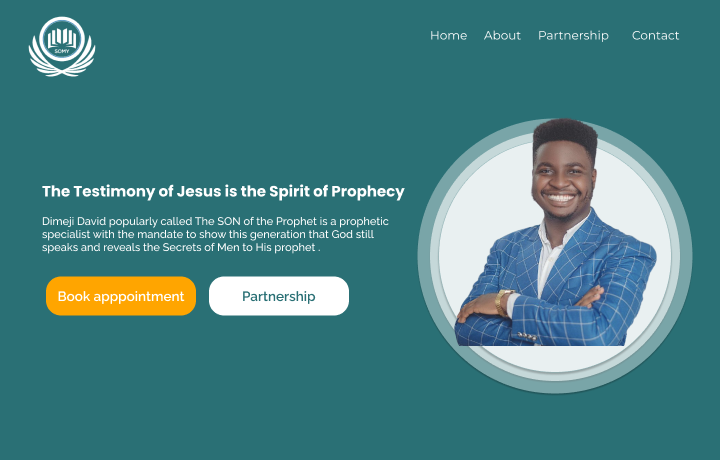 SOMY
Home About Partnership Contact
The Testimony of Jesus is the Spirit of Prophecy
Dimeji David popularly called The SON of the Prophet is a prophetic
specialist with the mandate to show this generation that God still
speaks and reveals the Secrets of Men to His prophet .
Book apppointment Partnership